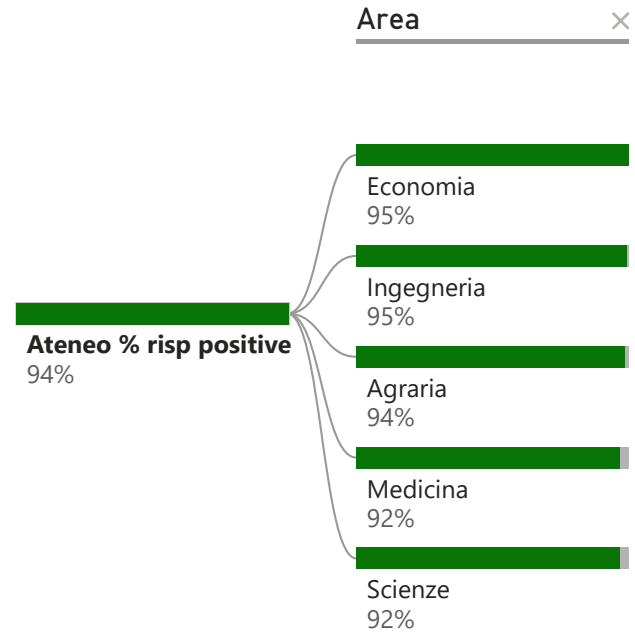 Area
Economia
95%
Ingegneria
95%
Ateneo % risp positive
94%
Agraria
94%
Medicina
92%
Scienze
92%